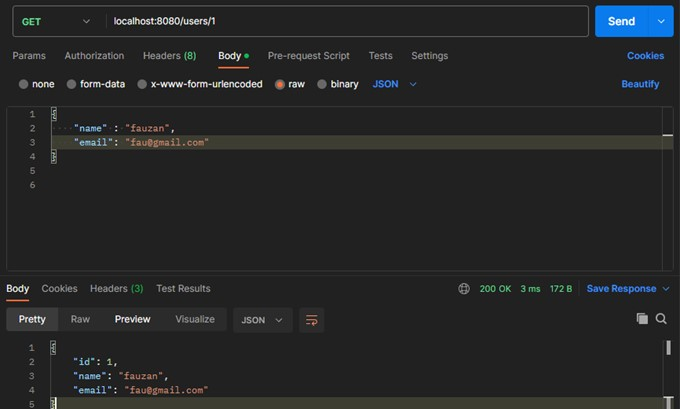 GET localhost:8080/users/1 Send
Params Authorization Headers (8) Body Pre-request Script Tests Settings Cookies
none form-data x-www-form-urlencoded raw binary JSON Beautify
1 {
2 "name" : "fauzan",
3 "email": "fau@gmail.com"
4 }
5
6
Body Cookies Headers (3) Test Results 200 OK 3 ms 172 B Save Response
Pretty Raw Preview Visualize JSON
1 {
2 "id": 1,
3 "name": "fauzan",
4 "email": "fau@gmail.com"
5 }